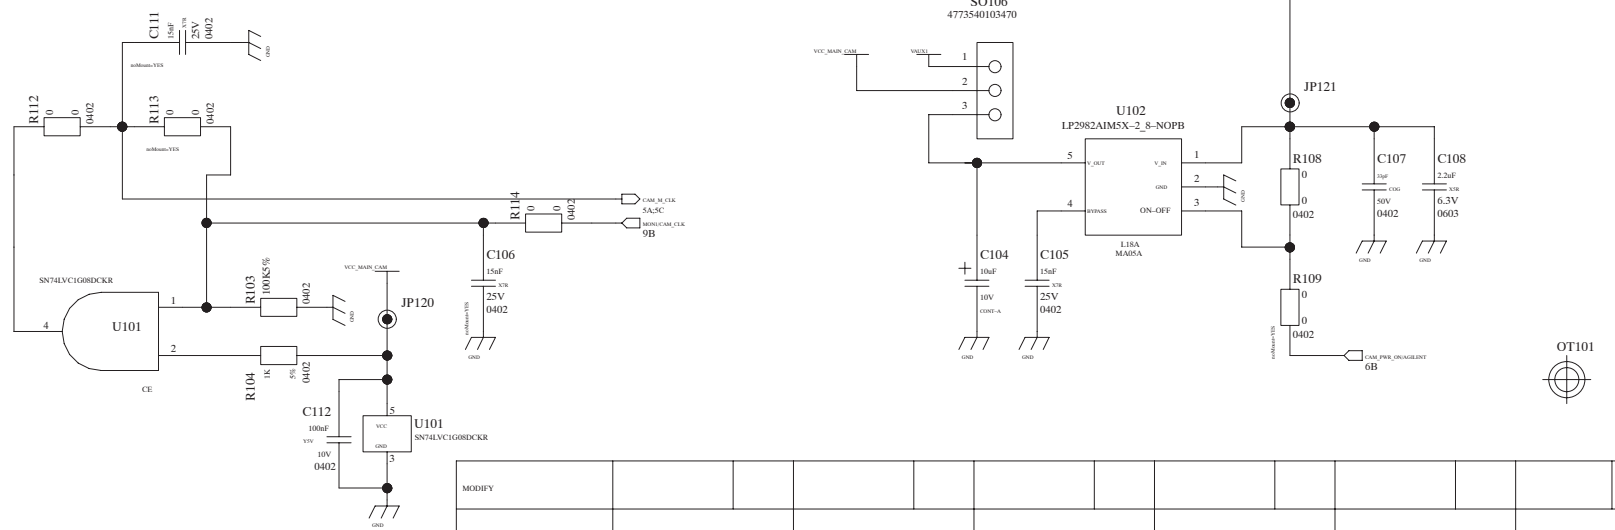 C111
15nF
X7R
25V
0402
GND
noMount=YES
R112
0
0
0402
R113
0
0
0402
noMount=YES
R114
0
0
0402
CAM_M_CLK
5A;5C
MON1/CAM_CLK
9B
C106
15nF
X7R
25V
0402
noMount=YES
GND
SN74LVC1G08DCKR
U101
1
2
4
CE
R103
100K
5%
0402
GND
R104
1K
5%
0402
VCC_MAIN_CAM
JP120
C112
100nF
Y5V
10V
0402
5
VCC
GND
3
U101
SN74LVC1G08DCKR
GND
SO106
4773540103470
VCC_MAIN_CAM
VAUX1
1
2
3
U102
LP2982AIM5X-2_8-NOPB
5
V_OUT
V_IN
1
GND
2
4
BYPASS
ON-OFF
3
L18A
MA05A
GND
C104
10uF
10V
CONT-A
GND
C105
15nF
X7R
25V
0402
GND
JP121
R108
0
0
0402
C107
33pF
COG
50V
0402
GND
C108
2.2uF
X5R
6.3V
0603
GND
R109
0
0
0402
noMount=YES
CAM_PWR_ON/AGILENT
6B
OT101
MODIFY